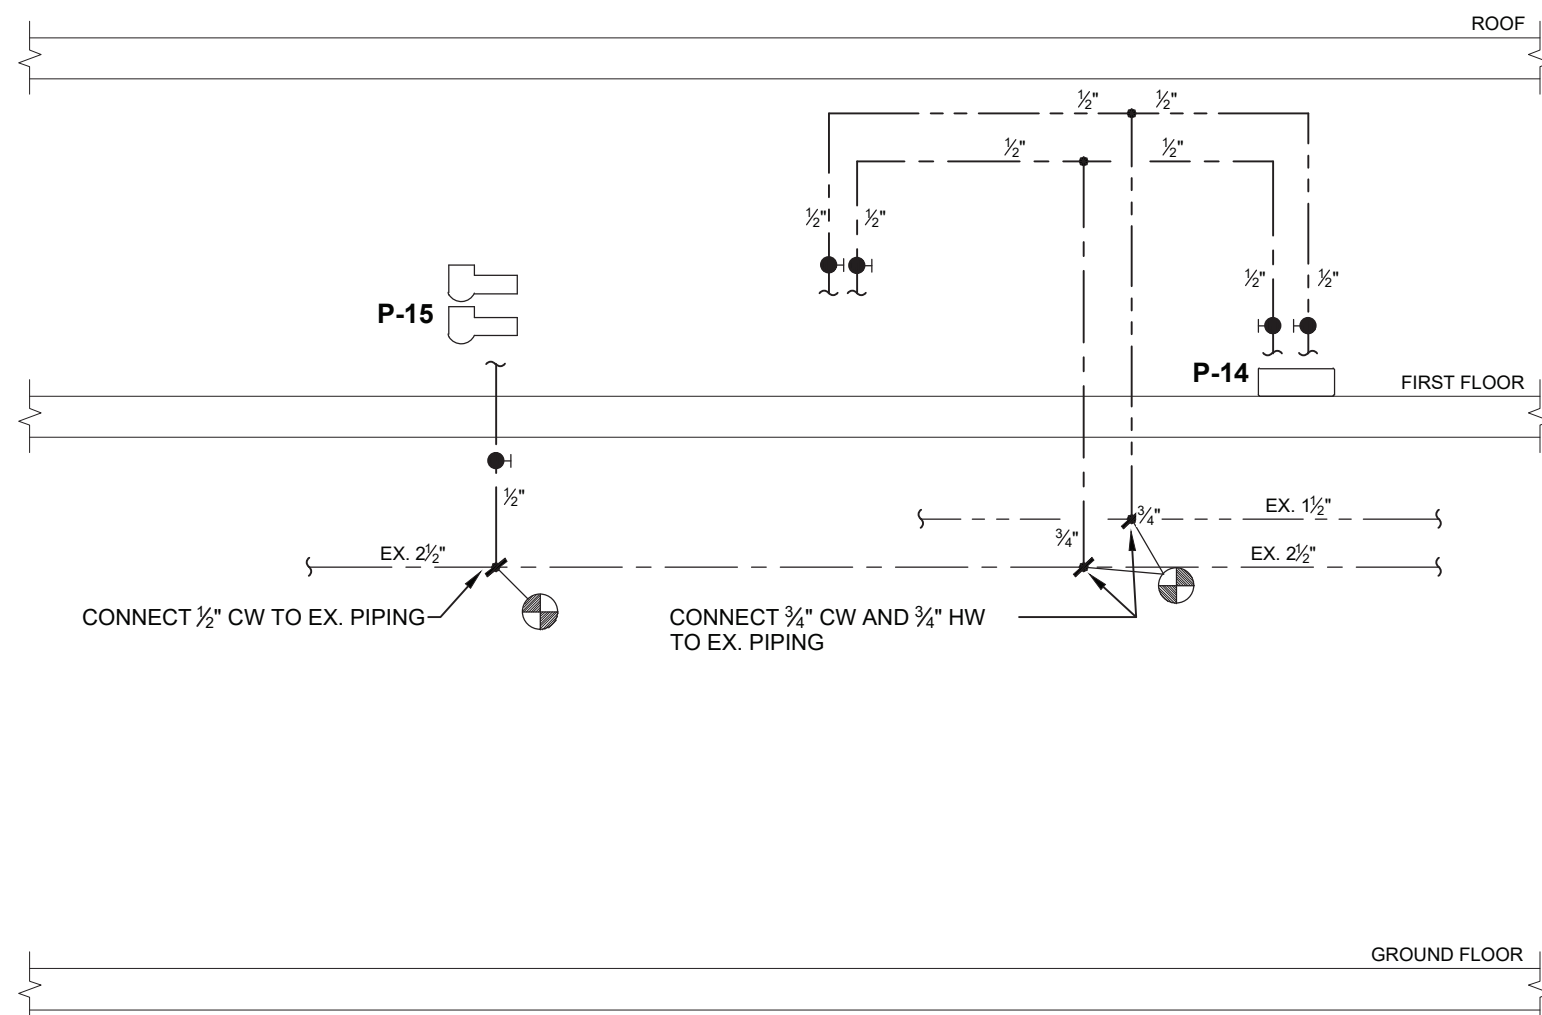 ROOF
½"
½"
½"
½"
½"
½"
½"
½"
P-15
P-14
FIRST FLOOR
½"
¾"
EX. 1½"
¾"
EX. 2½"
EX. 2½"
CONNECT ½" CW TO EX. PIPING
CONNECT ¾" CW AND ¾" HW
TO EX. PIPING
GROUND FLOOR